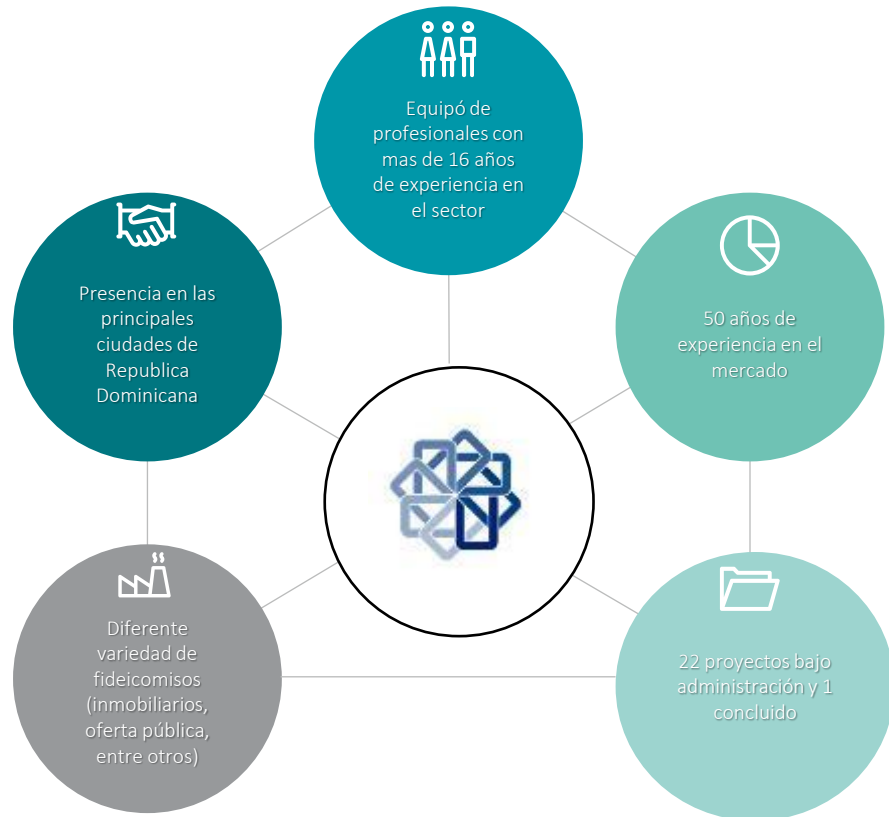 Equipó de
profesionales con
mas de 16 años
de experiencia en
el sector
Presencia en las
principales
ciudades de
Republica
Dominicana
50 años de
experiencia en el
mercado
Diferente
variedad de
fideicomisos
(inmobiliarios,
oferta pública,
entre otros)
22 proyectos bajo
administración y 1
concluido